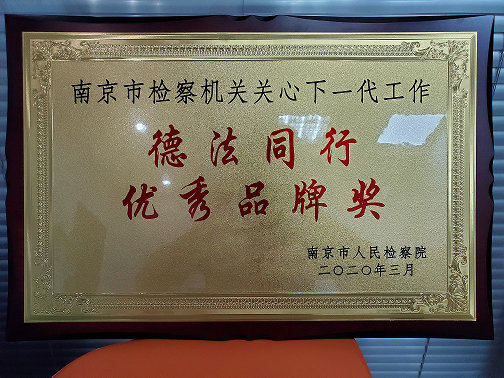 南京市检察机关关心下一代工作
德法同行
优秀品牌奖
南京市人民检察院
二〇二〇年三月